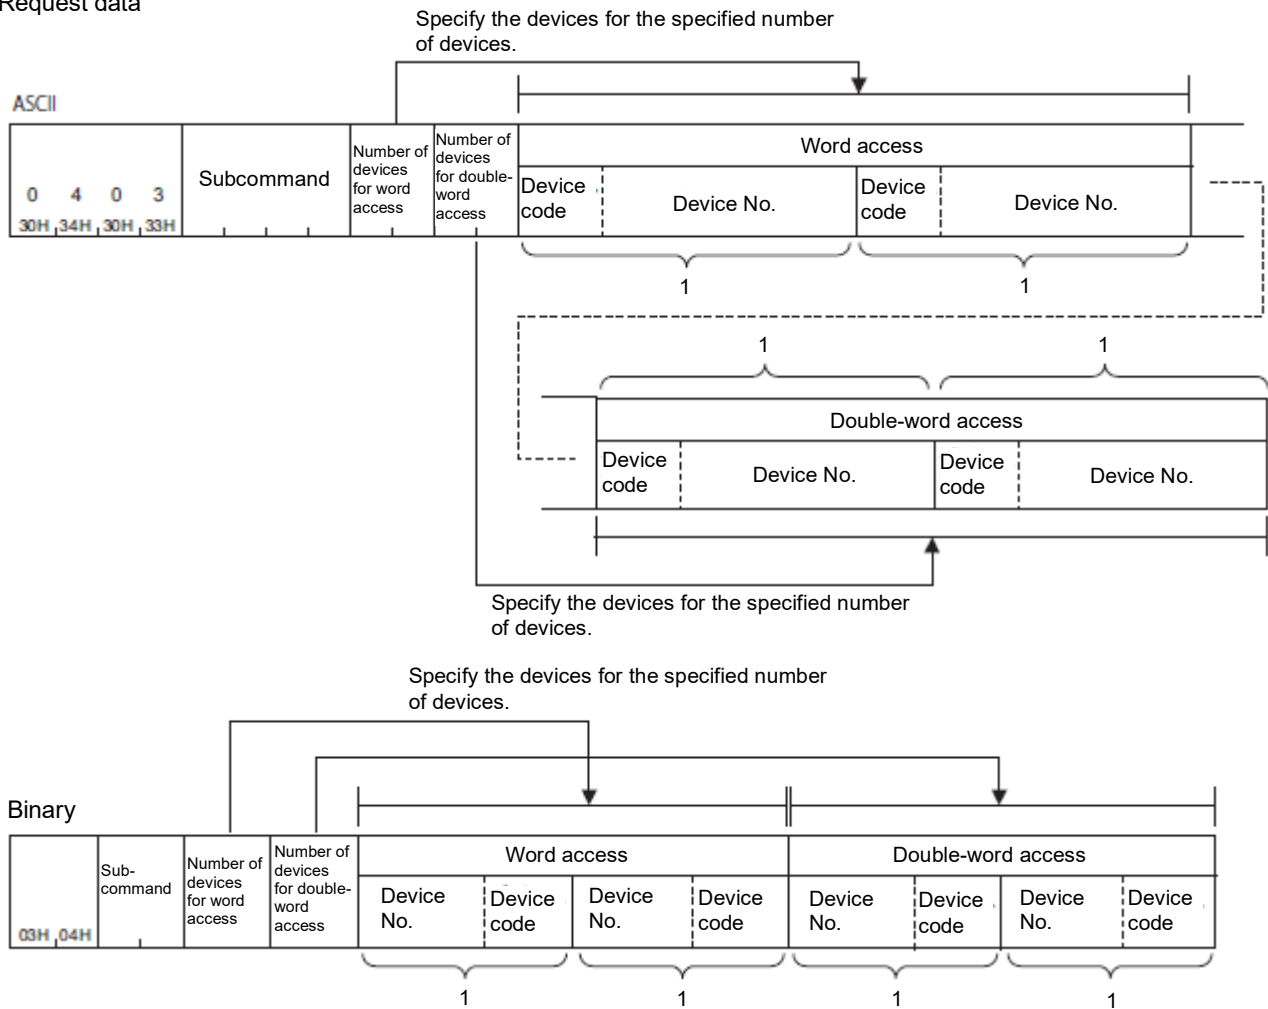 Request data
Specify the devices for the specified number
of devices.
ASCII
0 4 0 3
30H 34H 30H 33H
Subcommand
Number of
devices
for word
access
Number of
devices
for double-
word
access
Word access
Device
code
Device No.
Device
code
Device No.
1
1
1
1
Double-word access
Device
code
Device No.
Device
code
Device No.
Specify the devices for the specified number
of devices.
Specify the devices for the specified number
of devices.
Binary
03H 04H
Sub-
command
Number of
devices
for word
access
Number of
devices
for double-
word
access
Word access
Device
No.
Device
code
Device
No.
Device
code
Double-word access
Device
No.
Device
code
Device
No.
Device
code
1
1
1
1